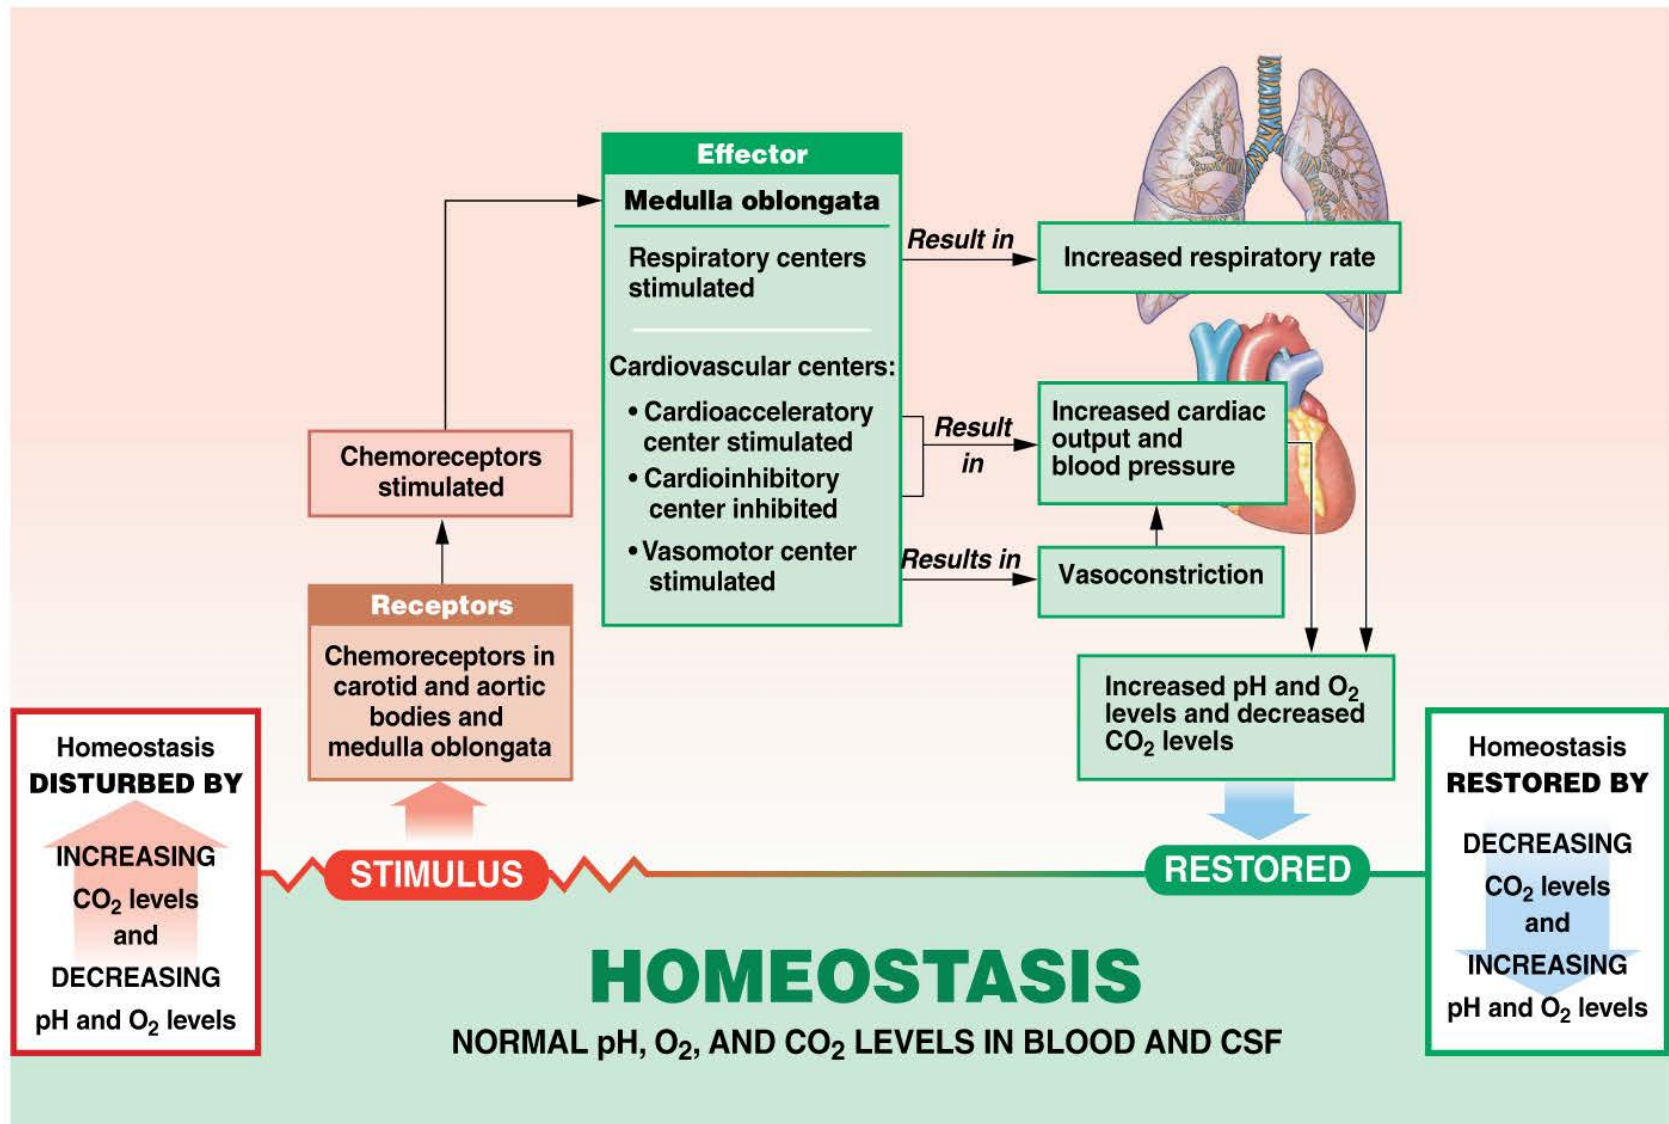 Homeostasis
DISTURBED BY
INCREASING
CO₂ levels
and
DECREASING
pH and O₂ levels
STIMULUS
Receptors
Chemoreceptors in
carotid and aortic
bodies and
medulla oblongata
Chemoreceptors
stimulated
Effector
Medulla oblongata
Respiratory centers
stimulated
Cardiovascular centers:
• Cardioacceleratory
center stimulated
• Cardioinhibitory
center inhibited
• Vasomotor center
stimulated
Result in
Increased respiratory rate
Result
in
Increased cardiac
output and
blood pressure
Results in
Vasoconstriction
Increased pH and O₂
levels and decreased
CO₂ levels
RESTORED
Homeostasis
RESTORED BY
DECREASING
CO₂ levels
and
INCREASING
pH and O₂ levels
HOMEOSTASIS
NORMAL pH, O₂, AND CO₂ LEVELS IN BLOOD AND CSF